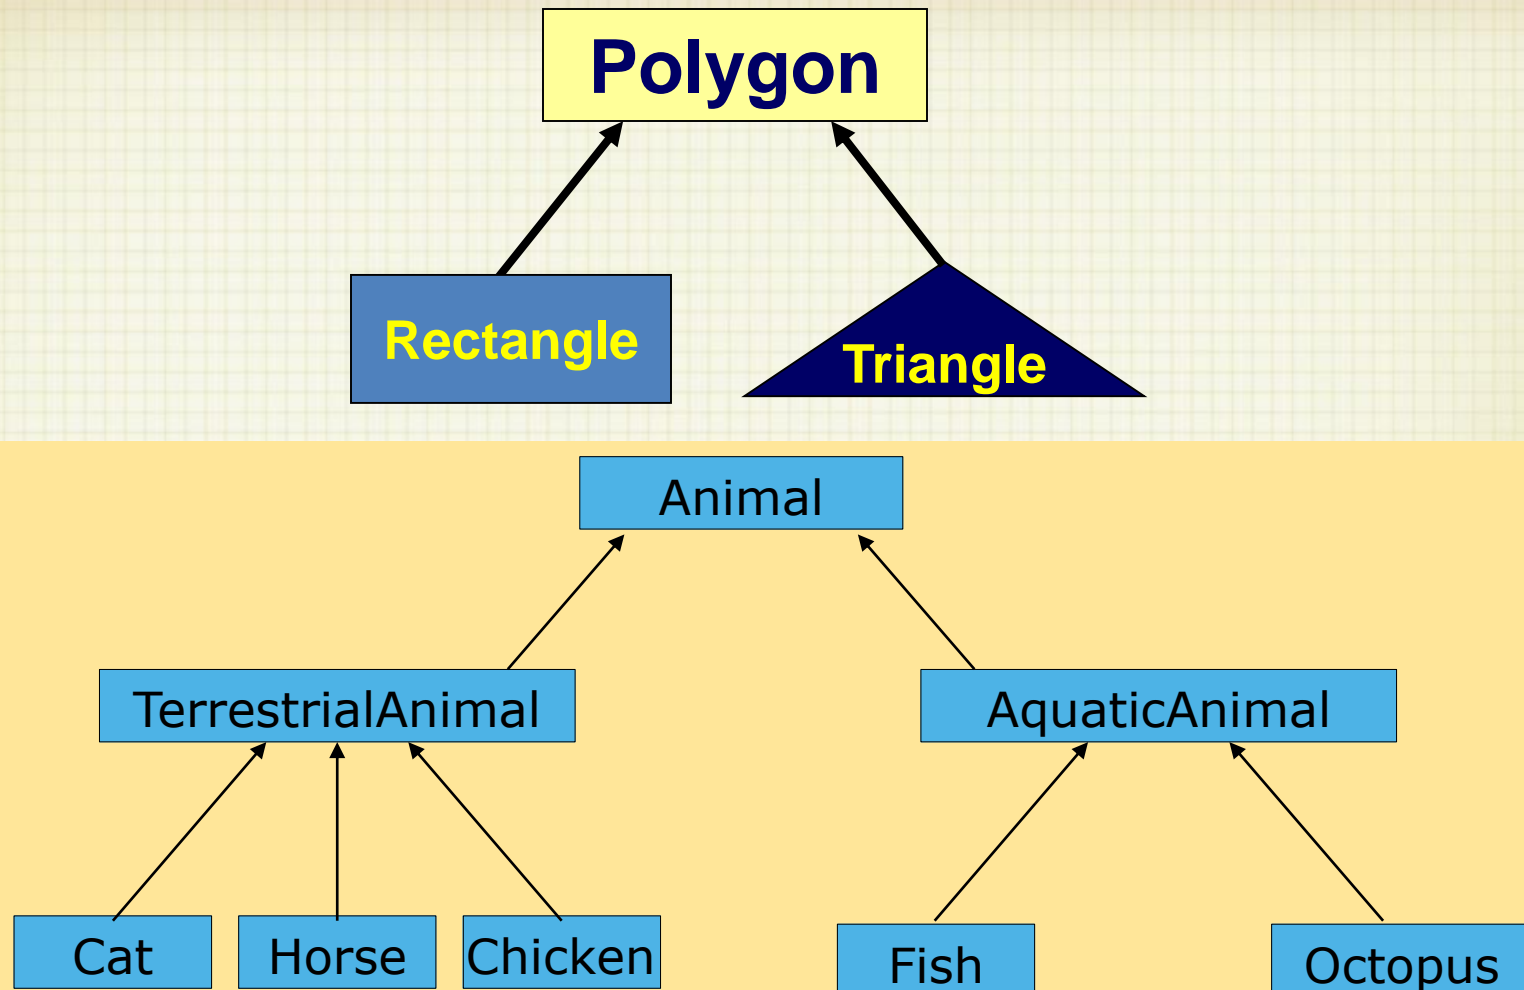 Polygon
Rectangle
Triangle
Animal
TerrestrialAnimal
AquaticAnimal
Cat
Horse
Chicken
Fish
Octopus